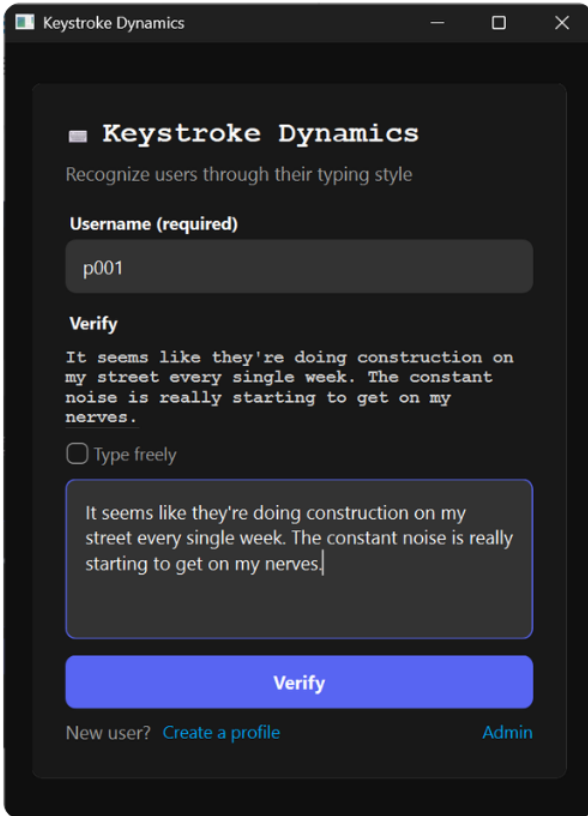 Keystroke Dynamics
Keystroke Dynamics
Recognize users through their typing style
Username (required)
p001
Verify
It seems like they're doing construction on
my street every single week. The constant
noise is really starting to get on my
nerves.
Type freely
It seems like they're doing construction on my
street every single week. The constant noise is really
starting to get on my nerves.
Verify
New user? Create a profile Admin